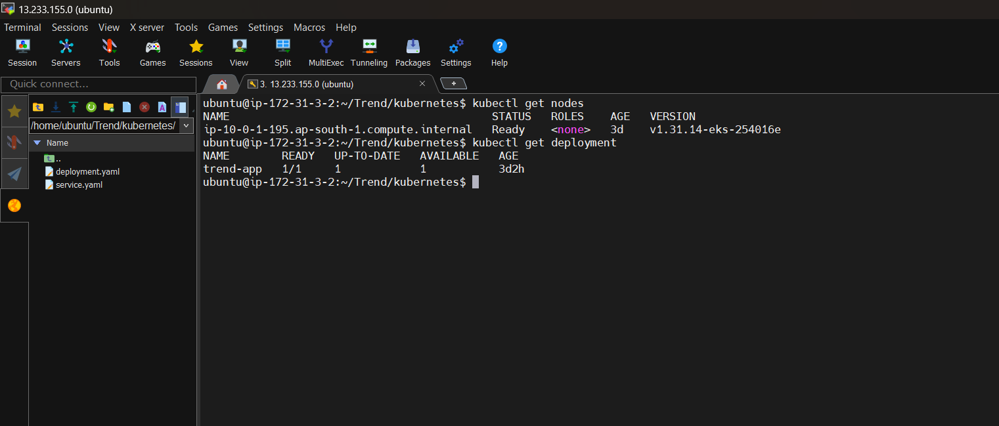 13.233.155.0 (ubuntu)
Terminal Sessions View X server Tools Games Settings Macros Help
Session Servers Tools Games Sessions View Split MultiExec Tunneling Packages Settings Help
Quick connect...
3. 13.233.155.0 (ubuntu)
/home/ubuntu/Trend/kubernetes/
Name
..
deployment.yaml
service.yaml
ubuntu@ip-172-31-3-2:~/Trend/kubernetes$ kubectl get nodes
NAME STATUS ROLES AGE VERSION
ip-10-0-1-195.ap-south-1.compute.internal Ready <none> 3d v1.31.14-eks-254016e
ubuntu@ip-172-31-3-2:~/Trend/kubernetes$ kubectl get deployment
NAME READY UP-TO-DATE AVAILABLE AGE
trend-app 1/1 1 1 3d2h
ubuntu@ip-172-31-3-2:~/Trend/kubernetes$